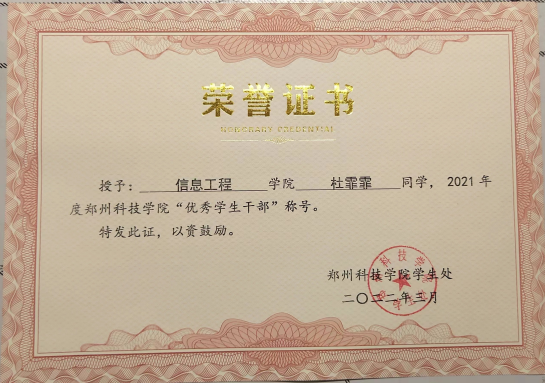 荣誉证书
HONORARY CREDENTIAL
授予：信息工程学院杜霏霏同学，2021年
度郑州科技学院“优秀学生干部”称号。
特发此证，以资鼓励。
郑州科技学院学生处
二〇二二年三月